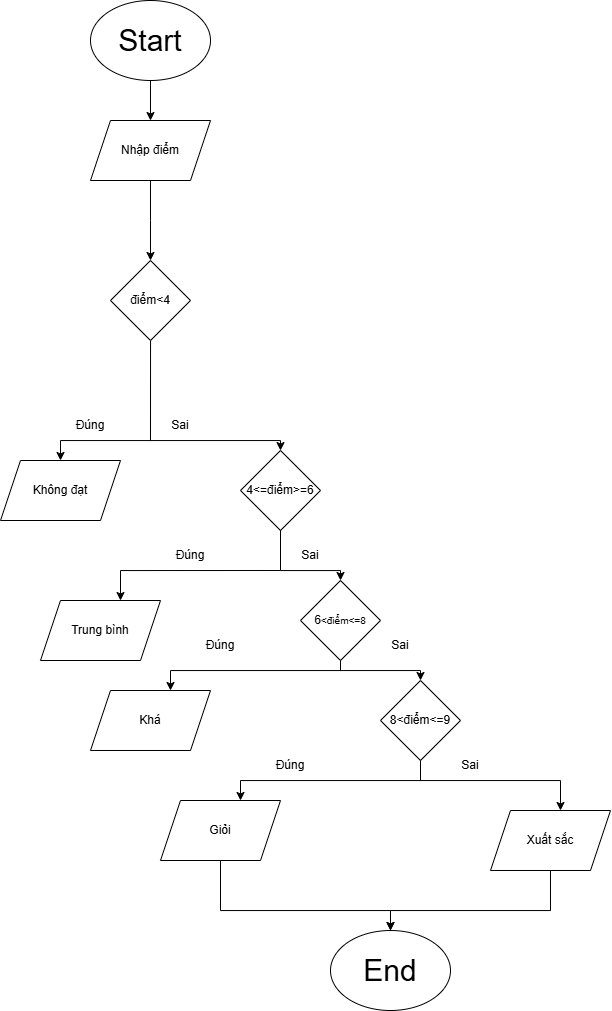 Start
Nhập điểm
điểm<4
Đúng
Sai
Không đạt
4<=điểm>=6
Đúng
Sai
Trung bình
6<điểm<=8
Đúng
Sai
Khá
8<điểm<=9
Đúng
Sai
Giỏi
Xuất sắc
End